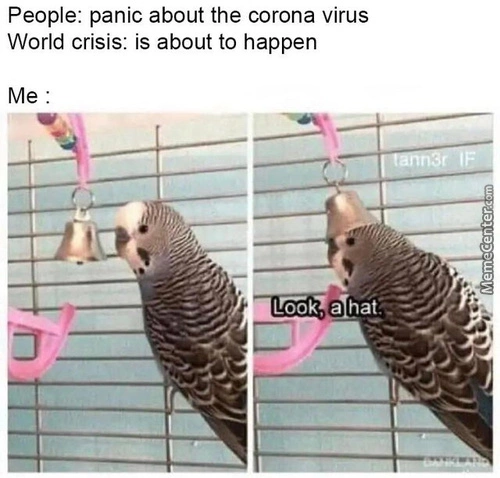 People: panic about the corona virus
World crisis: is about to happen
Me :
tann3r IF
MemeCenter.com
Look, a hat.
DANKLAND